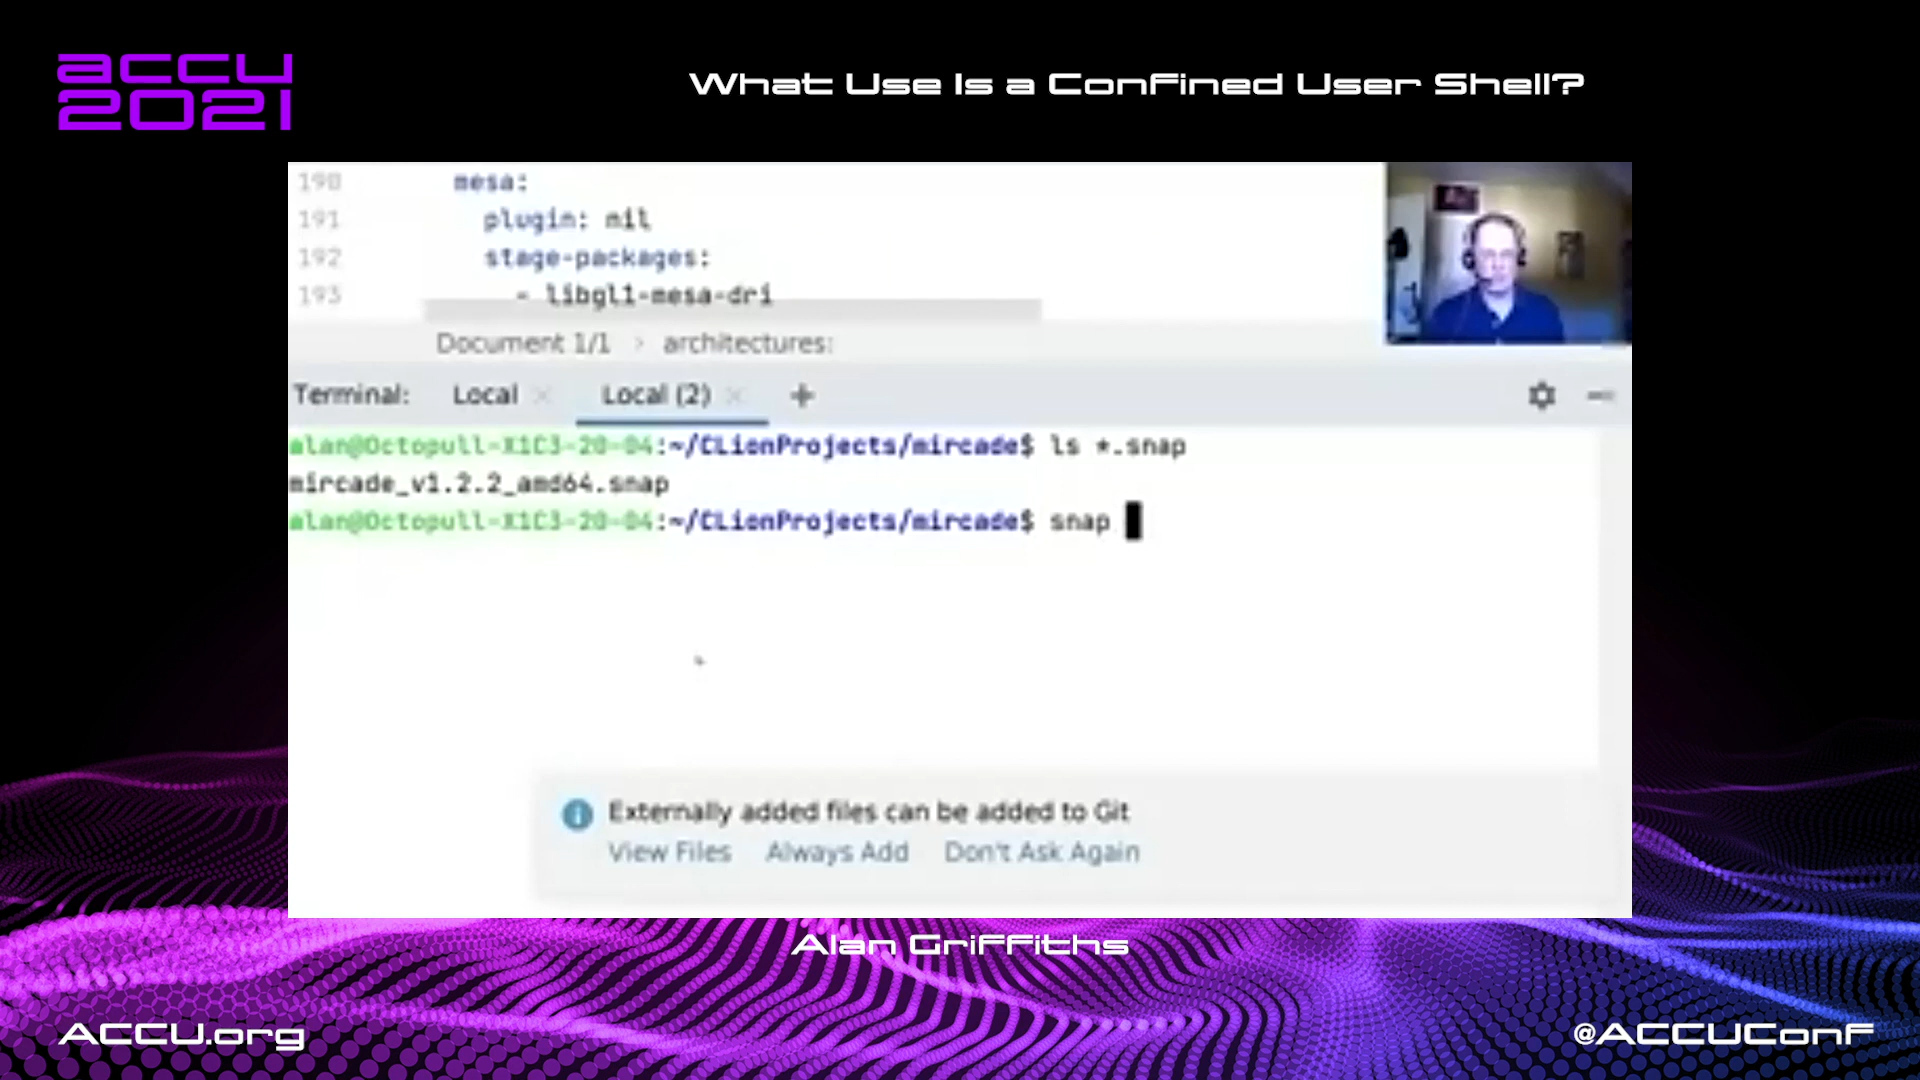 accu
2021
What Use Is a Confined User Shell?
190 mesa:
191 plugin: nil
192 stage-packages:
193 - libgl1-mesa-dri
Document 1/1 › architectures:
Terminal: Local × Local (2) × +
alan@Octopull-X1C3-20-04:~/CLionProjects/mircade$ ls *.snap
mircade_v1.2.2_amd64.snap
alan@Octopull-X1C3-20-04:~/CLionProjects/mircade$ snap
Externally added files can be added to Git
View Files Always Add Don't Ask Again
Alan Griffiths
ACCU.org
@ACCUConf